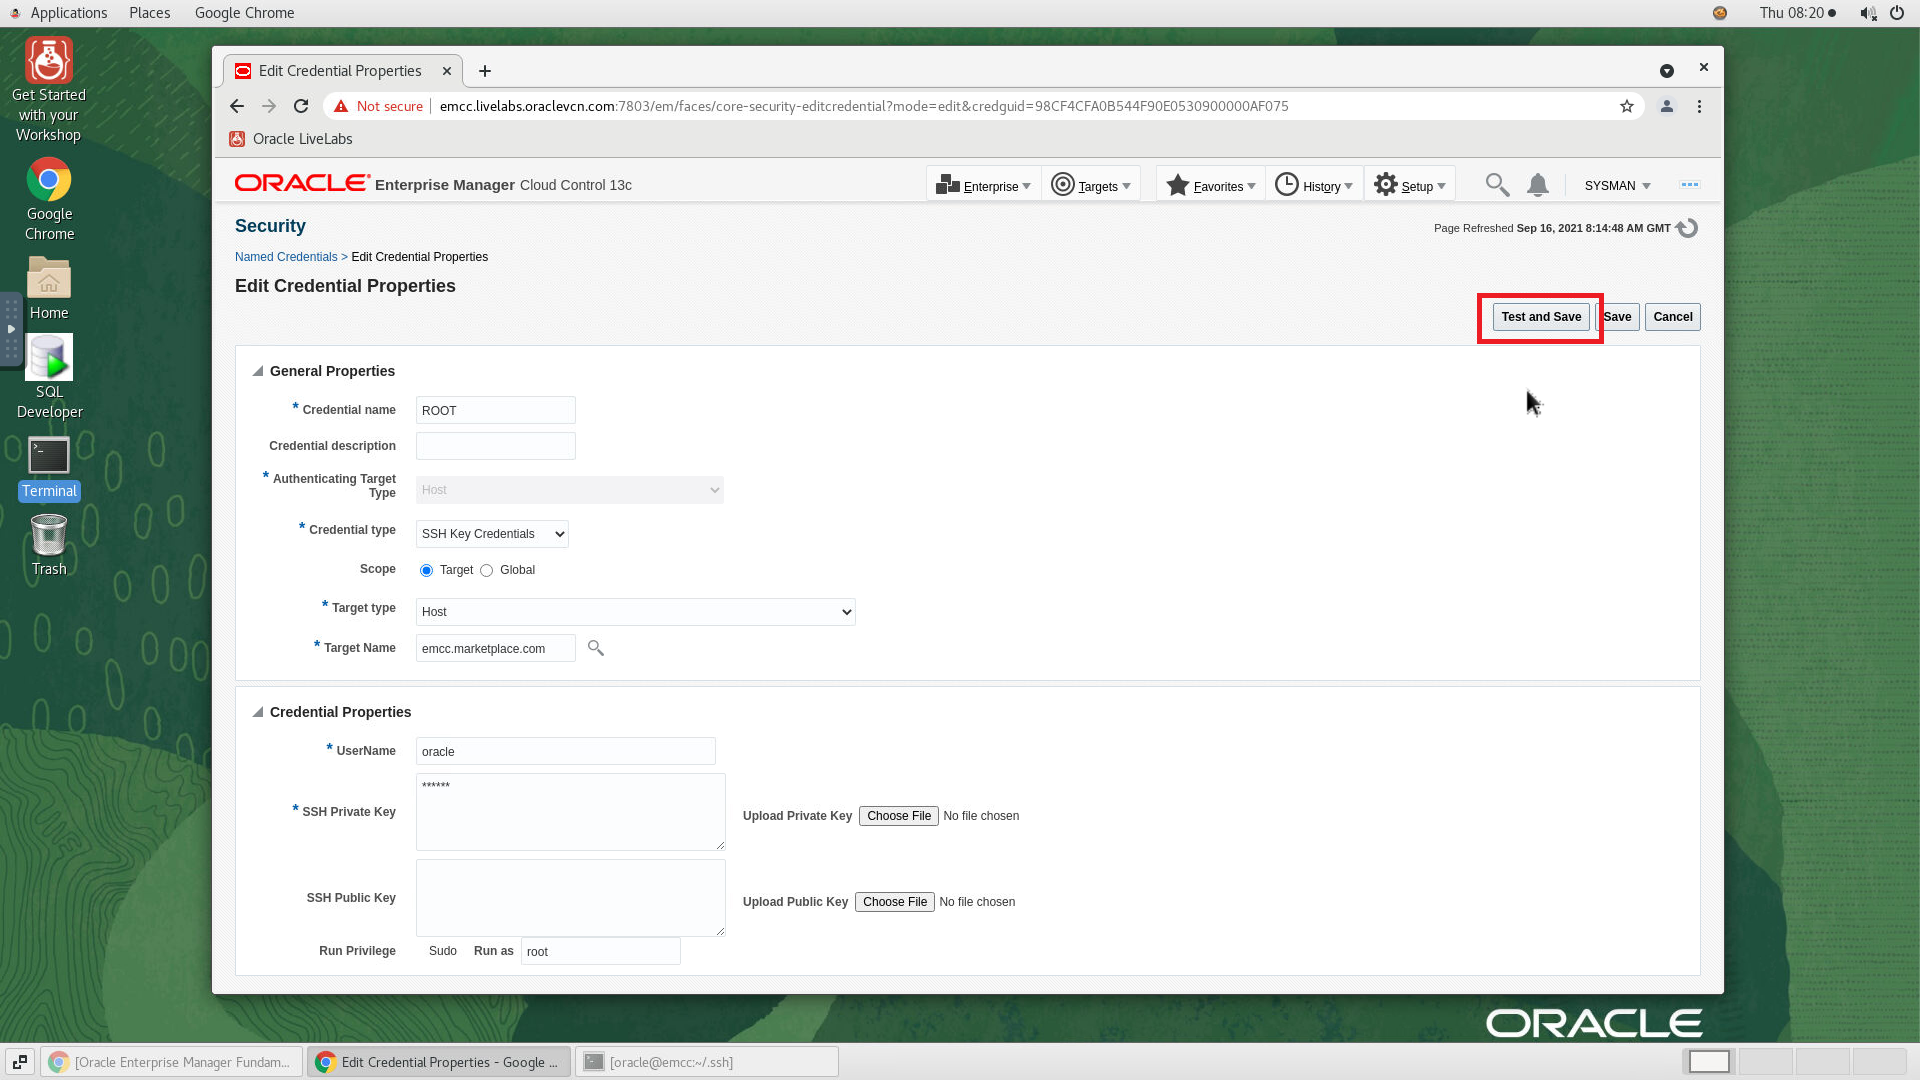 Applications Places Google Chrome Thu 08:20
Get Started
with your
Workshop
Google
Chrome
Home
SQL
Developer
Terminal
Trash
Edit Credential Properties
Not secure emcc.livelabs.oraclevcn.com:7803/em/faces/core-security-editcredential?mode=edit&credguid=98CF4CFA0B544F90E0530900000AF075
Oracle LiveLabs
ORACLE Enterprise Manager Cloud Control 13c Enterprise Targets Favorites History Setup SYSMAN
Security
Page Refreshed Sep 16, 2021 8:14:48 AM GMT
Named Credentials > Edit Credential Properties
Edit Credential Properties
Test and Save Save Cancel
General Properties
* Credential name ROOT
Credential description
* Authenticating Target
Type Host
* Credential type SSH Key Credentials
Scope Target Global
* Target type Host
* Target Name emcc.marketplace.com
Credential Properties
* UserName oracle
* SSH Private Key ****** Upload Private Key Choose File No file chosen
SSH Public Key Upload Public Key Choose File No file chosen
Run Privilege Sudo Run as root
ORACLE
[Oracle Enterprise Manager Fundam... Edit Credential Properties - Google ... [oracle@emcc:~/.ssh]